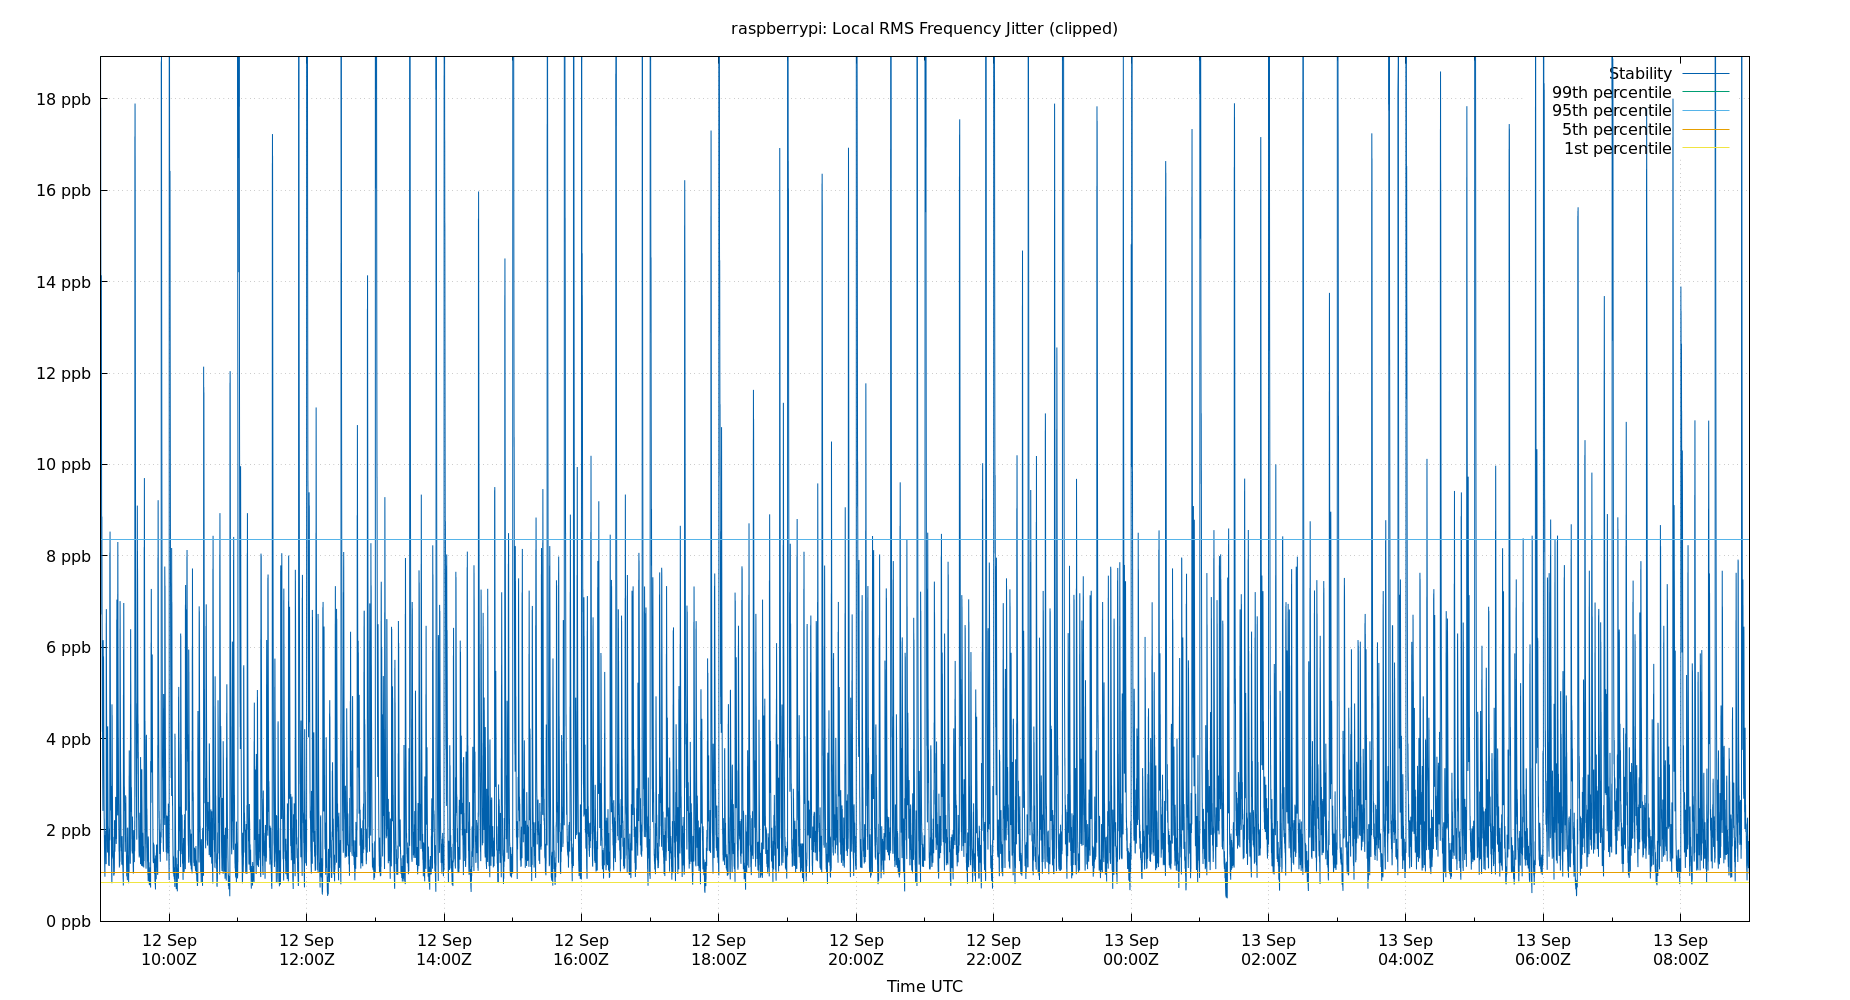 raspberrypi: Local RMS Frequency Jitter (clipped)
Stability
99th percentile
95th percentile
5th percentile
1st percentile
18 ppb
16 ppb
14 ppb
12 ppb
10 ppb
8 ppb
6 ppb
4 ppb
2 ppb
0 ppb
12 Sep 12 Sep 12 Sep 12 Sep 12 Sep 12 Sep 12 Sep 13 Sep 13 Sep 13 Sep 13 Sep 13 Sep
10:00Z 12:00Z 14:00Z 16:00Z 18:00Z 20:00Z 22:00Z 00:00Z 02:00Z 04:00Z 06:00Z 08:00Z
Time UTC